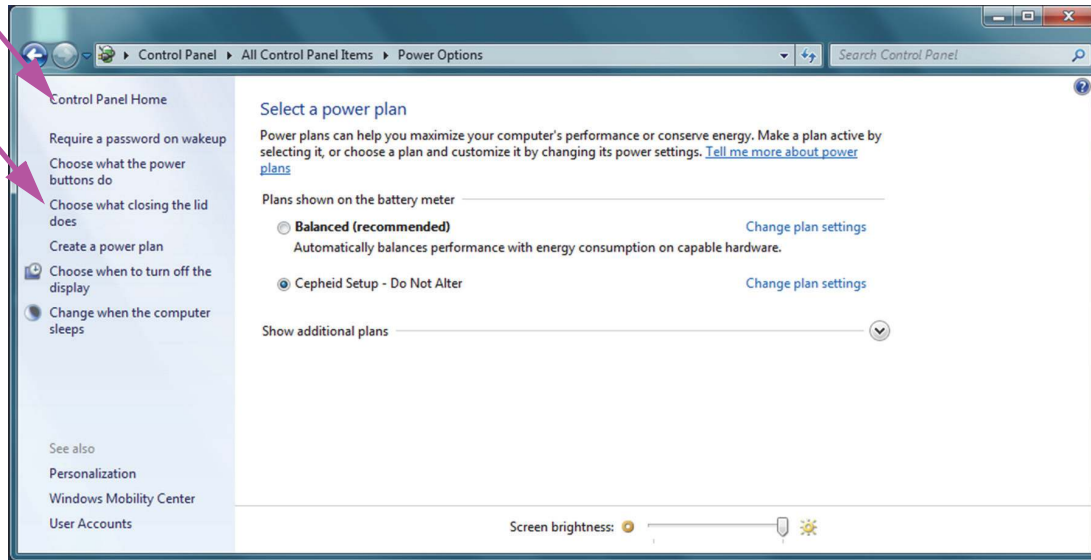 Control Panel All Control Panel Items Power Options Search Control Panel
Control Panel Home
Require a password on wakeup
Choose what the power
buttons do
Choose what closing the lid
does
Create a power plan
Choose when to turn off the
display
Change when the computer
sleeps
See also
Personalization
Windows Mobility Center
User Accounts
Select a power plan
Power plans can help you maximize your computer's performance or conserve energy. Make a plan active by
selecting it, or choose a plan and customize it by changing its power settings. Tell me more about power
plans
Plans shown on the battery meter
Balanced (recommended) Change plan settings
Automatically balances performance with energy consumption on capable hardware.
Cepheid Setup - Do Not Alter Change plan settings
Show additional plans
Screen brightness: